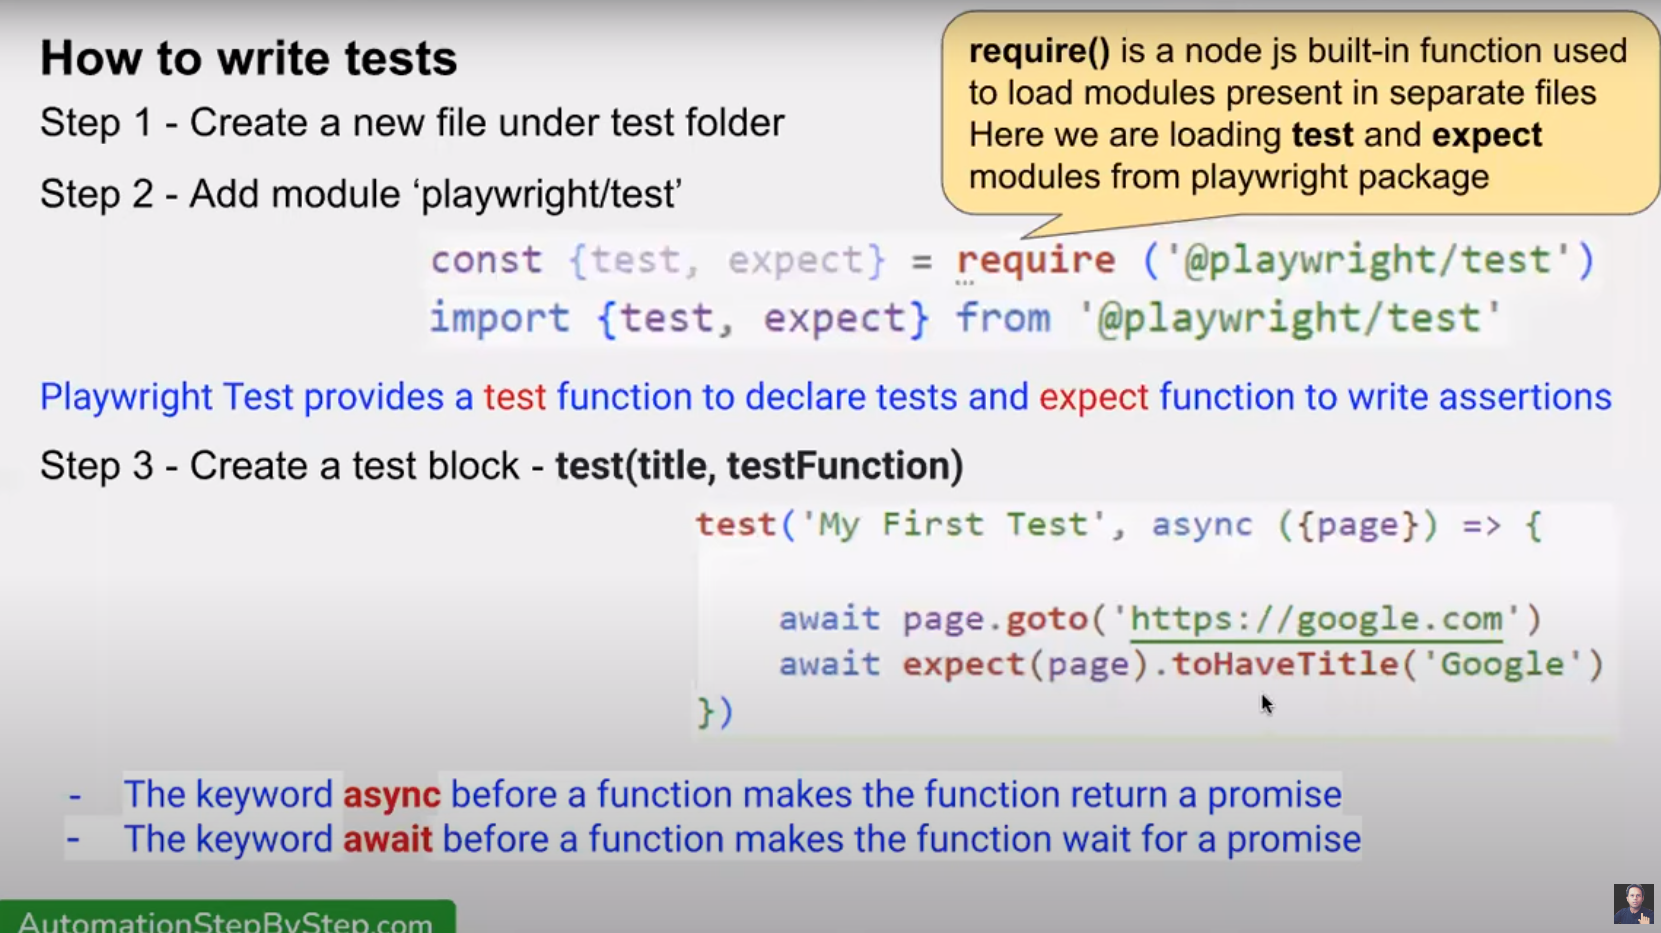 How to write tests
require() is a node js built-in function used
to load modules present in separate files
Here we are loading test and expect
modules from playwright package
Step 1 - Create a new file under test folder
Step 2 - Add module ‘playwright/test’
const {test, expect} = require ('@playwright/test')
import {test, expect} from '@playwright/test'
Playwright Test provides a test function to declare tests and expect function to write assertions
Step 3 - Create a test block - test(title, testFunction)
test('My First Test', async ({page}) => {
await page.goto('https://google.com')
await expect(page).toHaveTitle('Google')
})
- The keyword async before a function makes the function return a promise
- The keyword await before a function makes the function wait for a promise
AutomationStepByStep.com